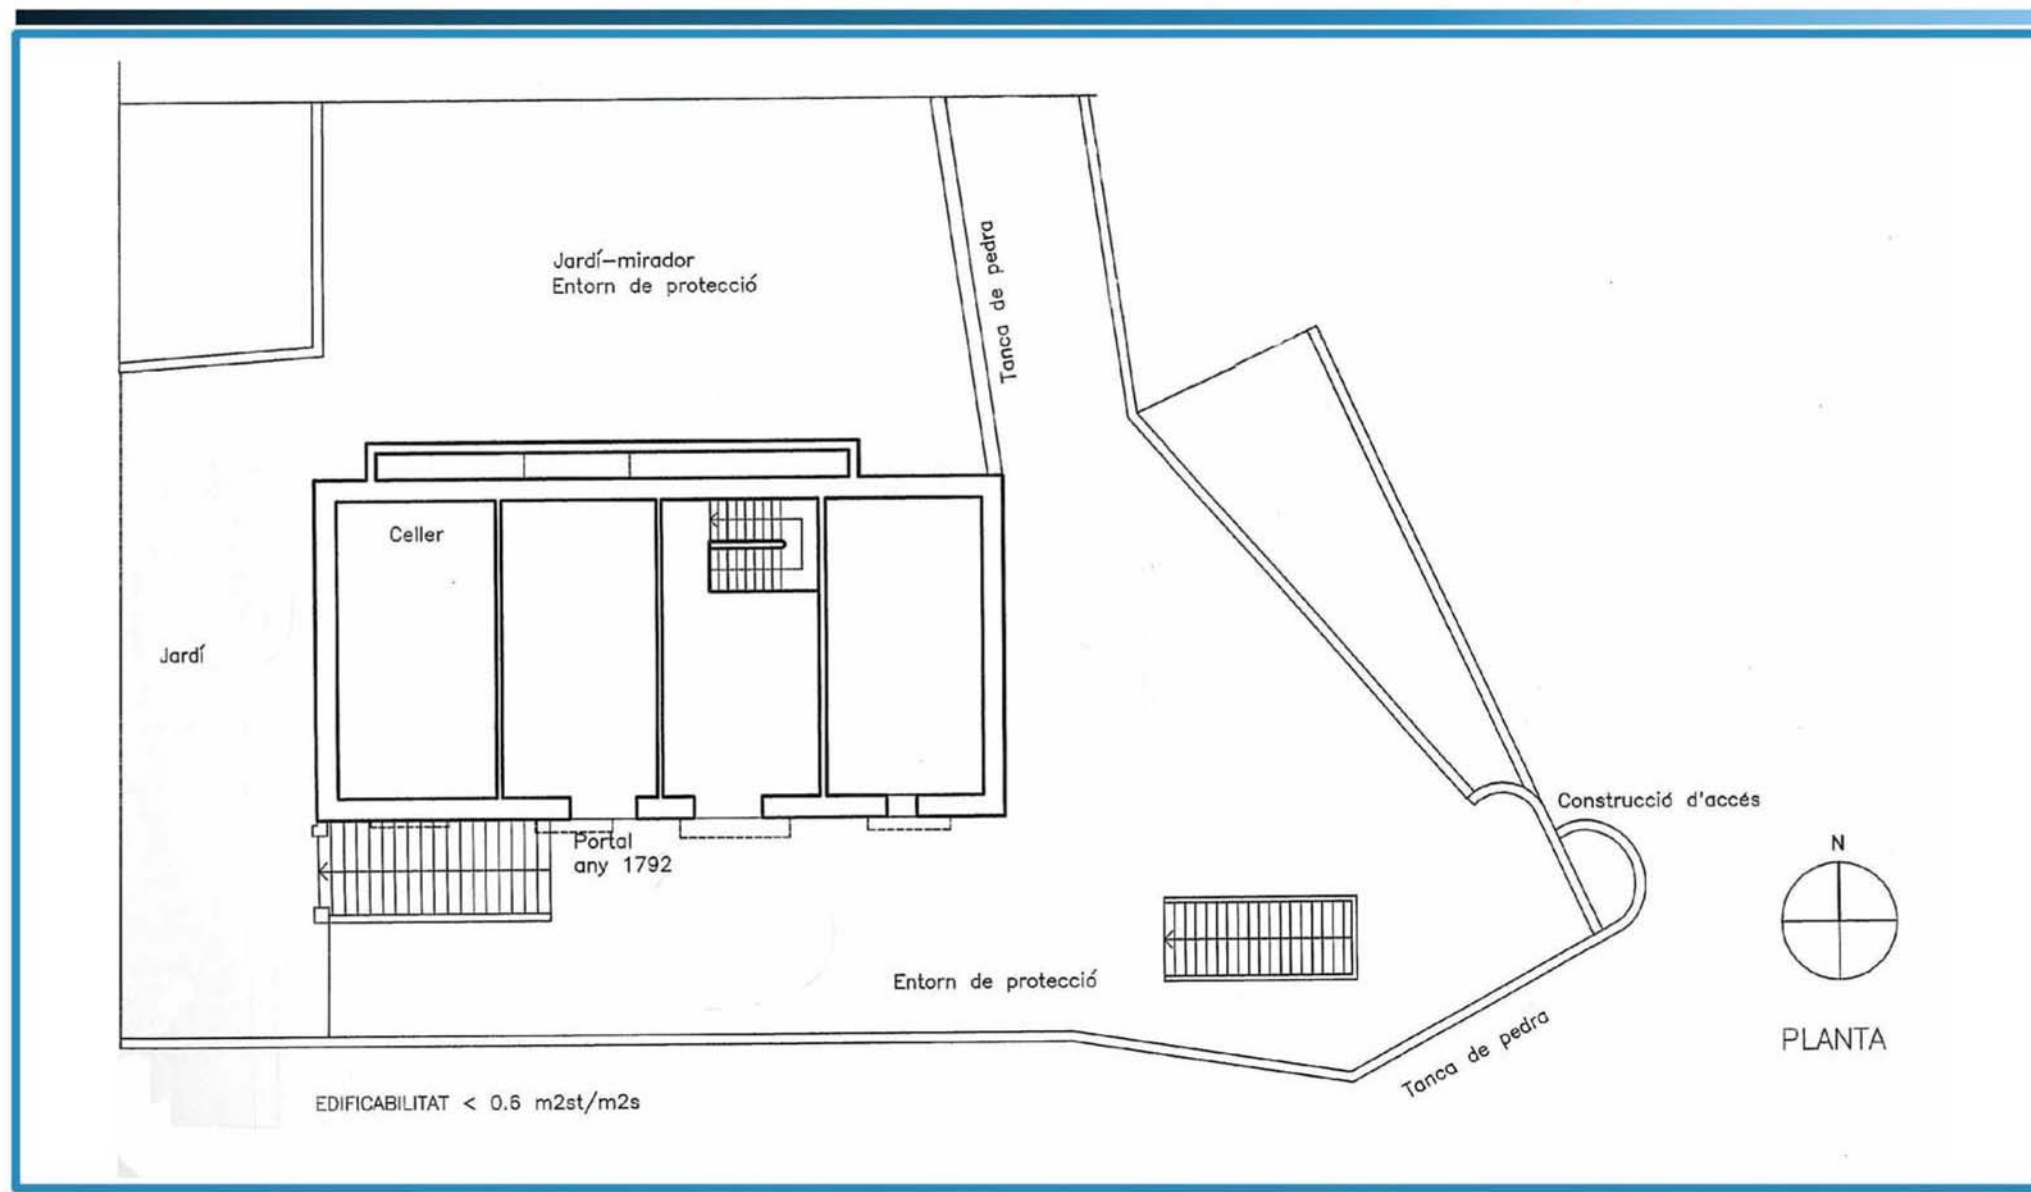 Jardí-mirador
Entorn de protecció
Tanca de pedra
Celler
Jardí
Construcció d'accés
Portal
any 1792
N
Entorn de protecció
PLANTA
Tanca de pedra
EDIFICABILITAT < 0.6 m2st/m2s